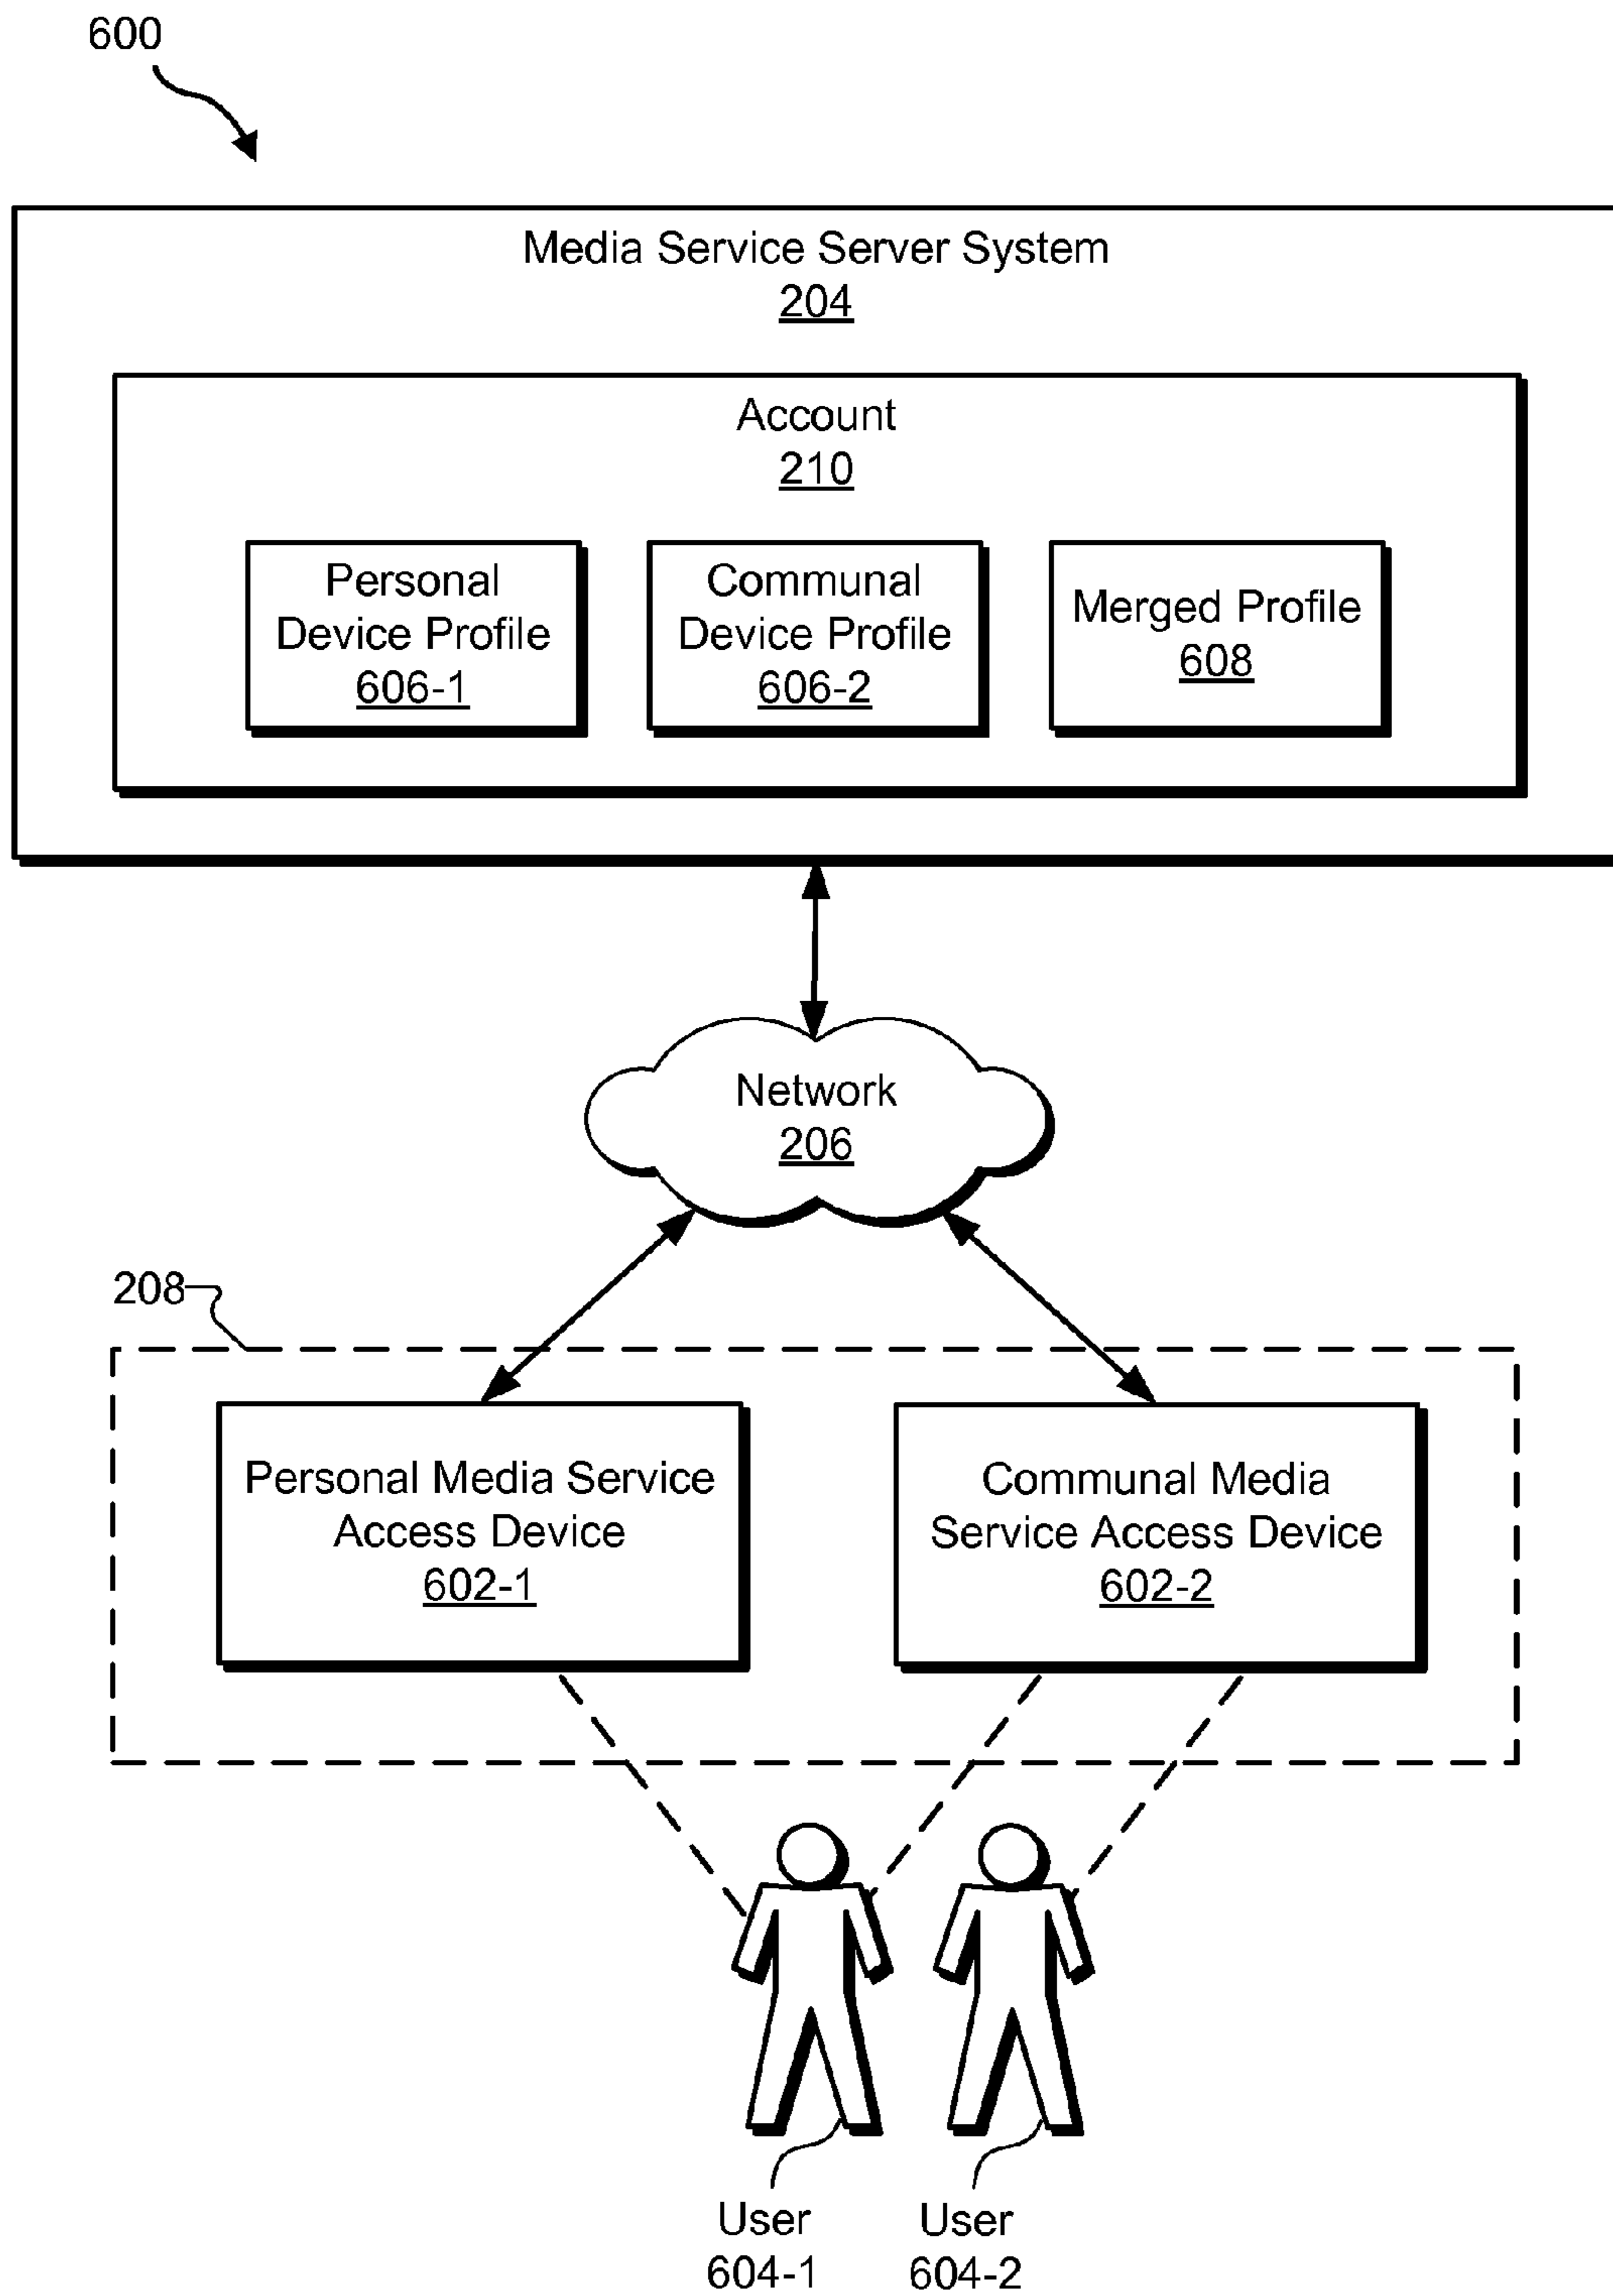 600
Media Service Server System
204
Account
210
Personal
Device Profile
606-1
Communal
Device Profile
606-2
Merged Profile
608
Network
206
208
Personal Media Service
Access Device
602-1
Communal Media
Service Access Device
602-2
User
604-1
User
604-2